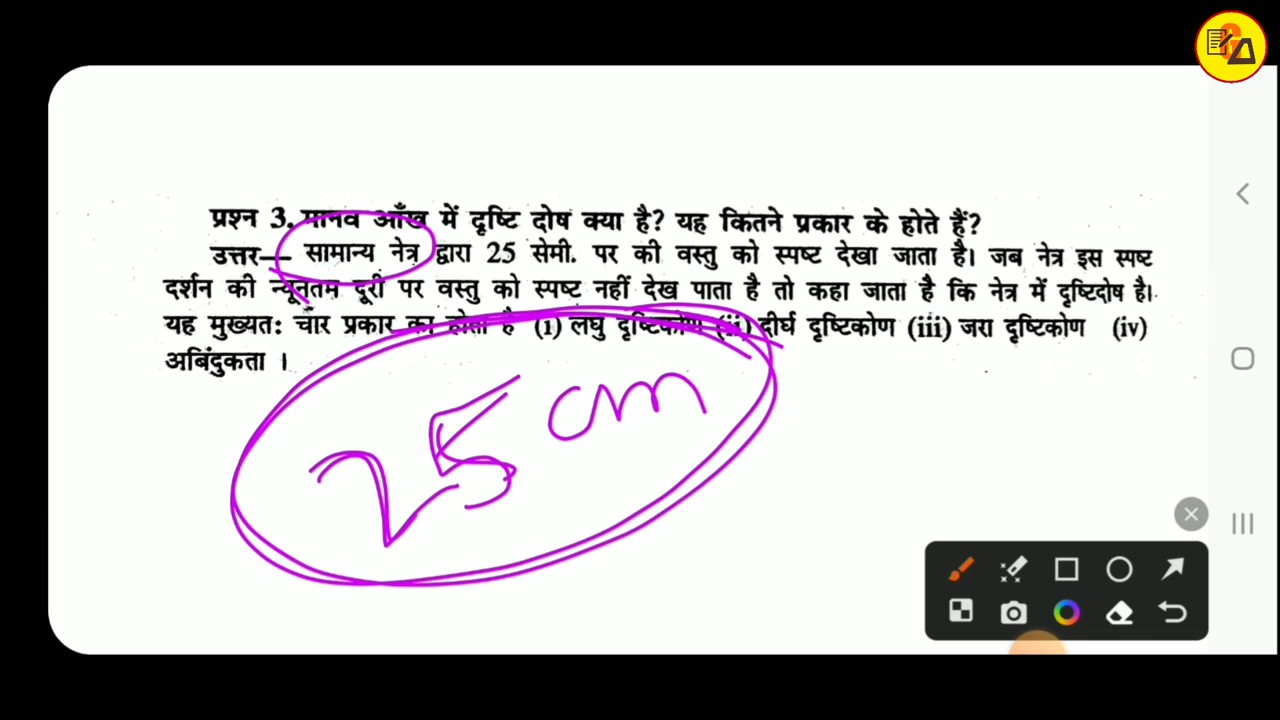 प्रश्न 3. मानव आँख में दृष्टि दोष क्या है? यह कितने प्रकार के होते हैं?
उत्तर— सामान्य नेत्र द्वारा 25 सेमी. पर की वस्तु को स्पष्ट देखा जाता है। जब नेत्र इस स्पष्ट
दर्शन की न्यूनतम दूरी पर वस्तु को स्पष्ट नहीं देख पाता है तो कहा जाता है कि नेत्र में दृष्टिदोष है।
यह मुख्यत: चार प्रकार का होता है (i) लघु दृष्टिकोण (ii) दीर्घ दृष्टिकोण (iii) जरा दृष्टिकोण (iv)
अबिंदुकता ।
25 cm